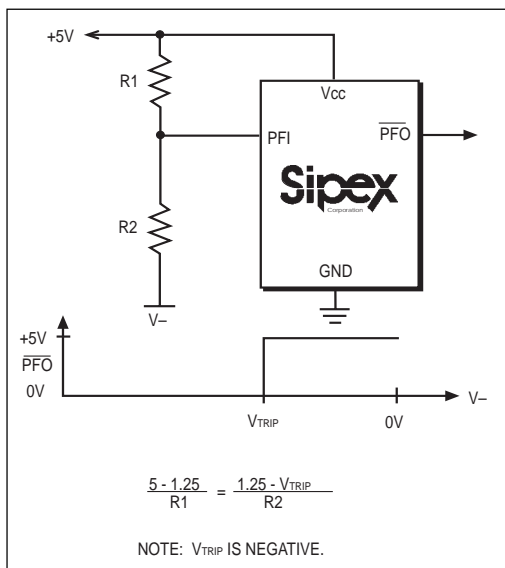 +5V
R1
Vcc
PFI
PFO
Sipex
Corporation
R2
GND
V–
+5V
PFO
0V
V–
VTRIP
0V
5 - 1.25 = 1.25 - VTRIP
R1 R2
NOTE: VTRIP IS NEGATIVE.